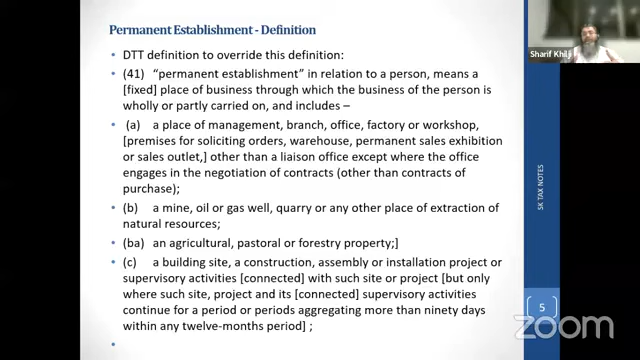 Permanent Establishment - Definition
• DTT definition to override this definition:
• (41) "permanent establishment" in relation to a person, means a
[fixed] place of business through which the business of the person is
wholly or partly carried on, and includes –
• (a) a place of management, branch, office, factory or workshop,
[premises for soliciting orders, warehouse, permanent sales exhibition
or sales outlet,] other than a liaison office except where the office
engages in the negotiation of contracts (other than contracts of
purchase);
• (b) a mine, oil or gas well, quarry or any other place of extraction of
natural resources;
• (ba) an agricultural, pastoral or forestry property;]
• (c) a building site, a construction, assembly or installation project or
supervisory activities [connected] with such site or project [but only
where such site, project and its [connected] supervisory activities
continue for a period or periods aggregating more than ninety days
within any twelve-months period] ;
•
SK TAX NOTES
5
Sharif Khilji
zoom